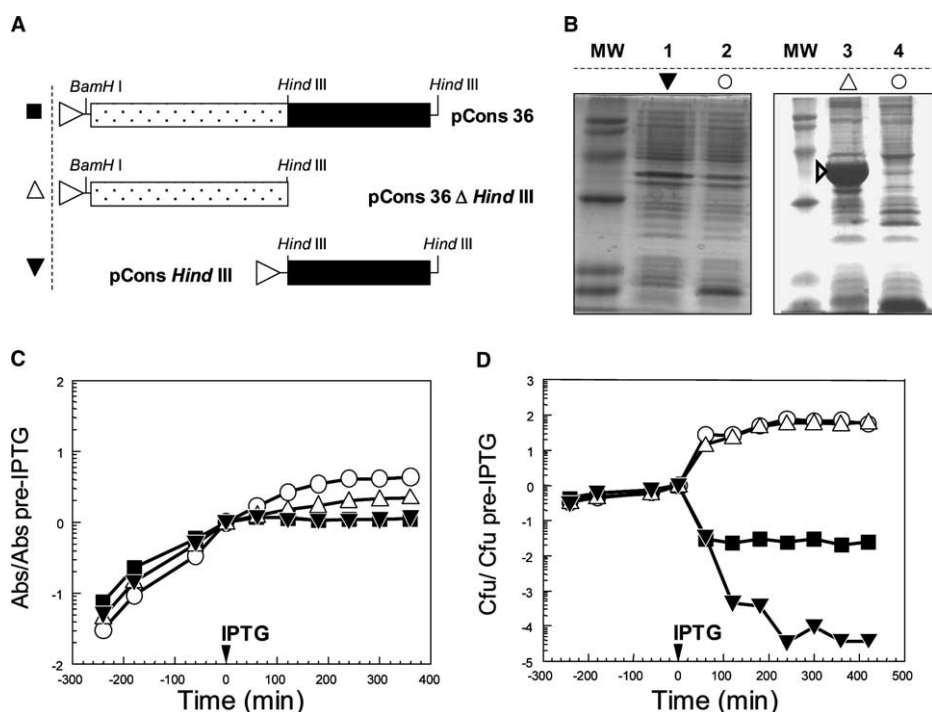 A
BamH I
Hind III
Hind III
pCons 36
BamH I
Hind III
pCons 36 Δ Hind III
Hind III
Hind III
pCons Hind III
B
MW 1 2
MW 3 4
C
2
1
0
-1
-2
Abs/Abs pre-IPTG
IPTG
-300 -200 -100 0 100 200 300 400
Time (min)
D
3
2
1
0
-1
-2
-3
-4
-5
Cfu/ Cfu pre-IPTG
IPTG
-300 -200 -100 0 100 200 300 400 500
Time (min)